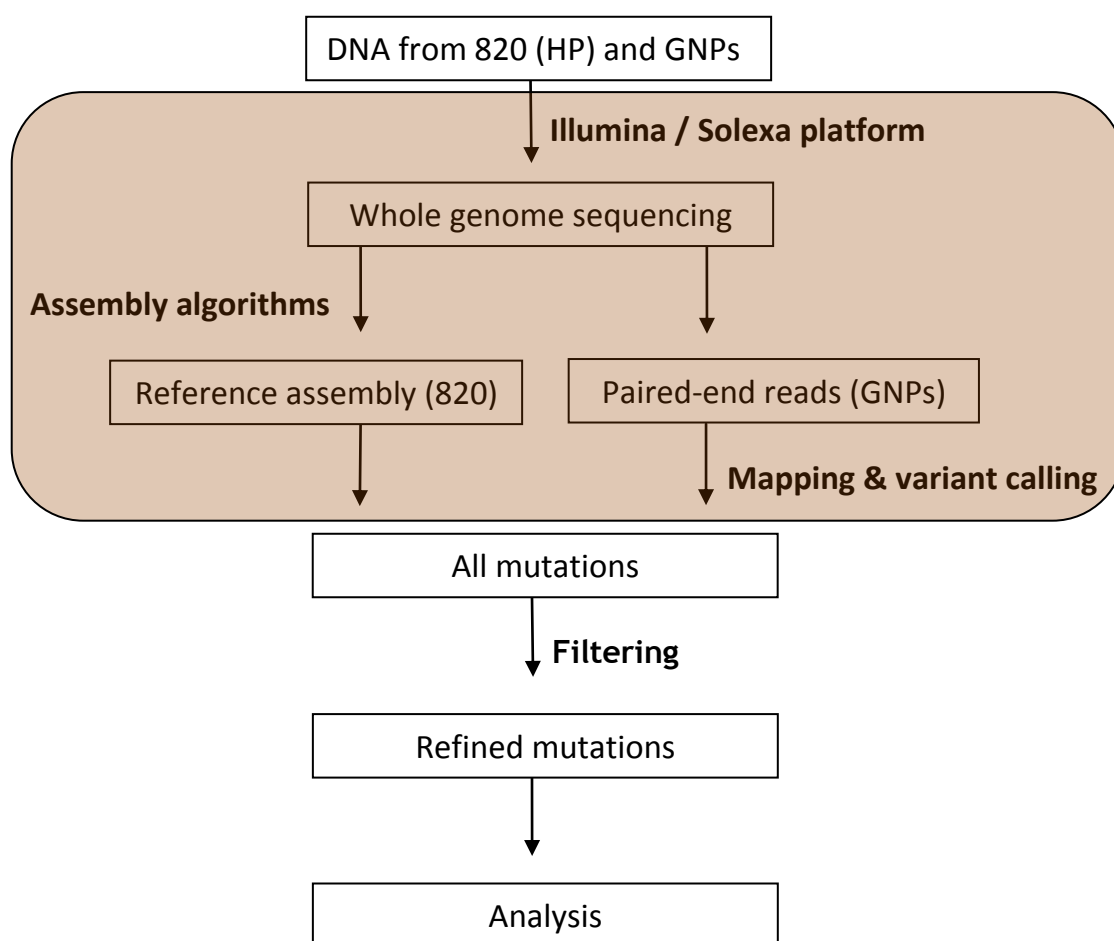 DNA from 820 (HP) and GNPs
Illumina / Solexa platform
Whole genome sequencing
Assembly algorithms
Reference assembly (820)
Paired-end reads (GNPs)
Mapping & variant calling
All mutations
Filtering
Refined mutations
Analysis